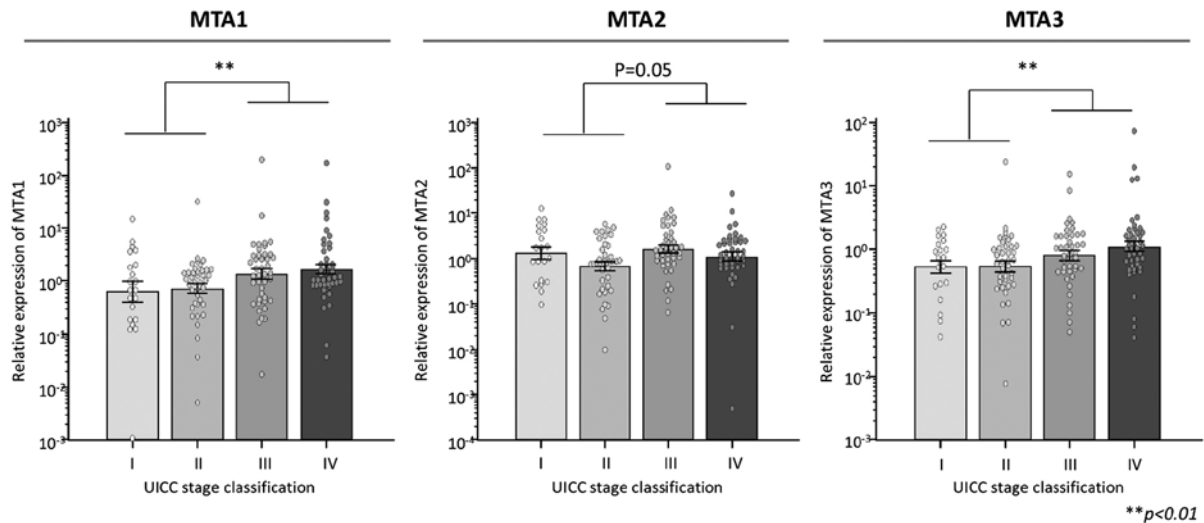 MTA1
**
Relative expression of MTA1
10³
10²
10¹
10⁰
10⁻¹
10⁻²
10⁻³
I II III IV
UICC stage classification
MTA2
P=0.05
Relative expression of MTA2
10³
10²
10¹
10⁰
10⁻¹
10⁻²
10⁻³
10⁻⁴
I II III IV
UICC stage classification
MTA3
**
Relative expression of MTA3
10²
10¹
10⁰
10⁻¹
10⁻²
10⁻³
I II III IV
UICC stage classification
**p<0.01